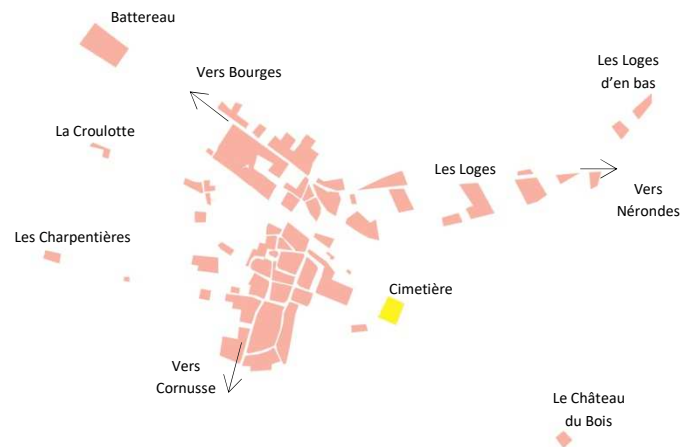 Battereau
Vers Bourges
Les Loges
d'en bas
La Croulotte
Les Loges
Vers
Nérondes
Les Charpentières
Cimetière
Vers
Cornusse
Le Château
du Bois